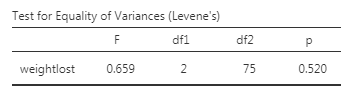 Test for Equality of Variances (Levene's)
F df1 df2 p
weightlost 0.659 2 75 0.520